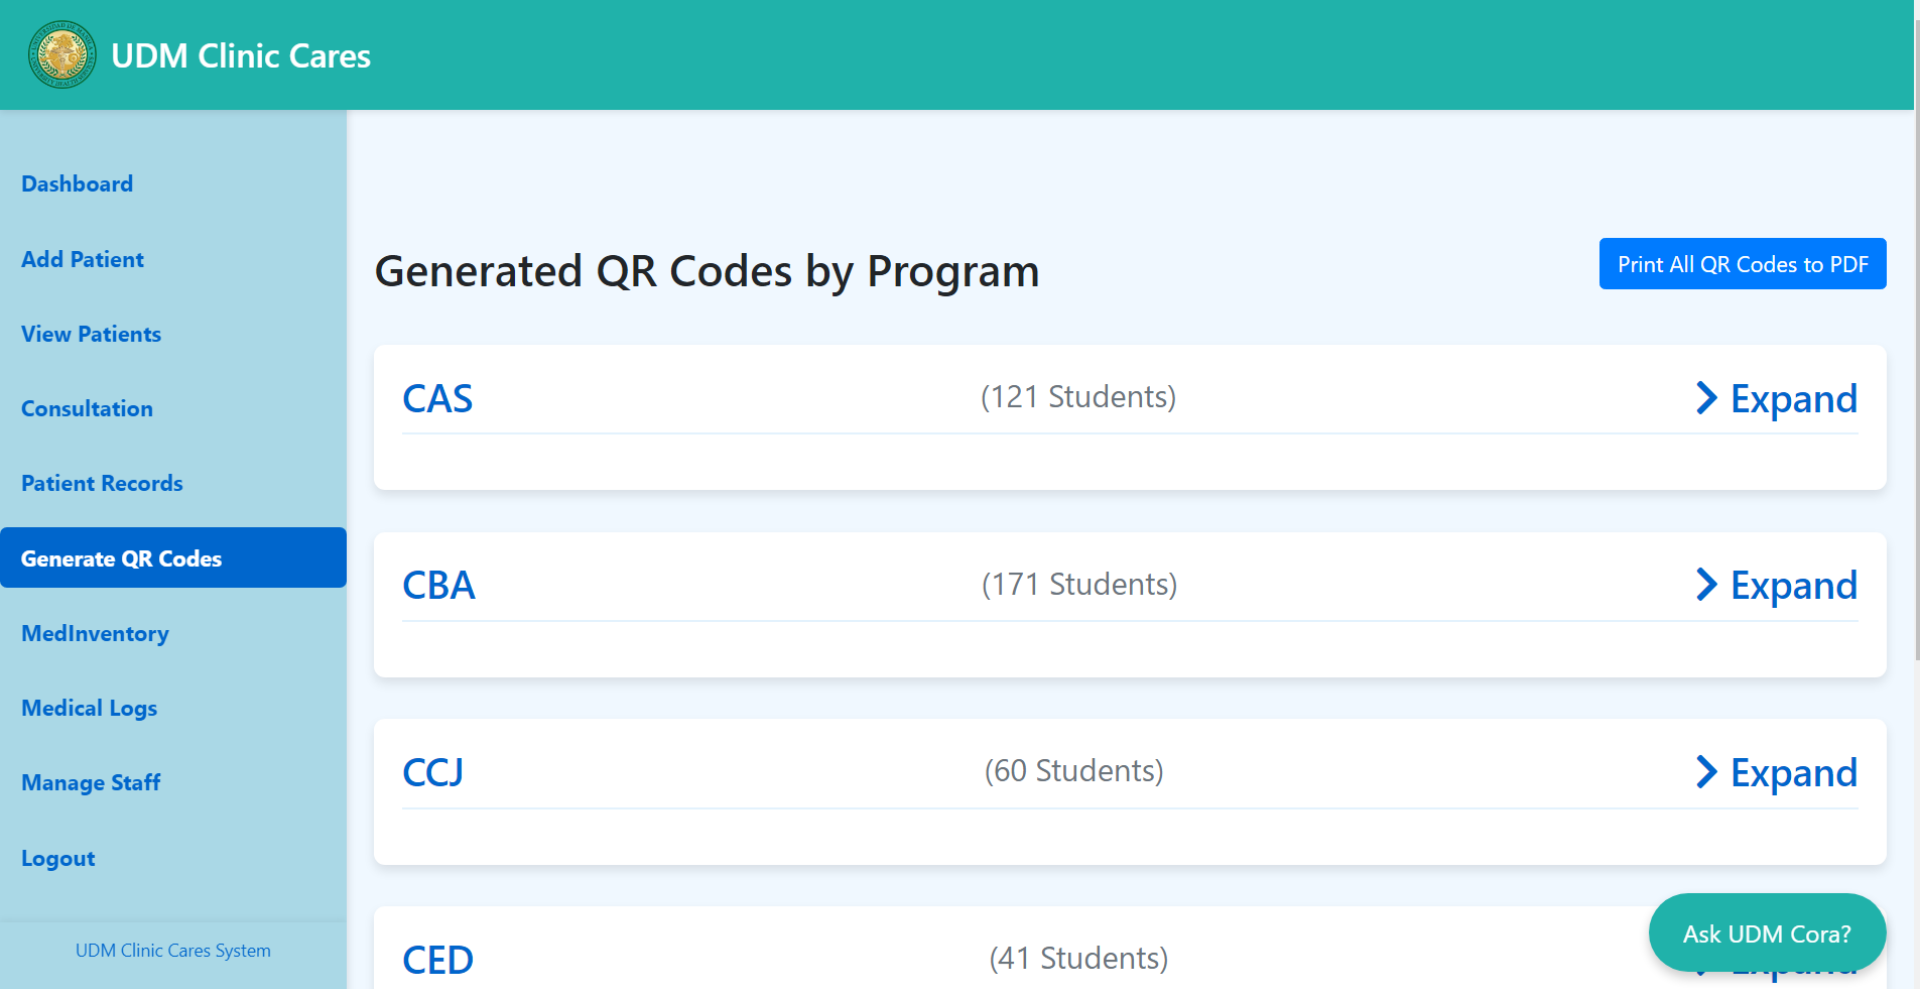 UDM Clinic Cares
Dashboard
Add Patient
View Patients
Consultation
Patient Records
Generate QR Codes
MedInventory
Medical Logs
Manage Staff
Logout
UDM Clinic Cares System
Generated QR Codes by Program
Print All QR Codes to PDF
CAS (121 Students) Expand
CBA (171 Students) Expand
CCJ (60 Students) Expand
CED (41 Students) Expand
Ask UDM Cora?